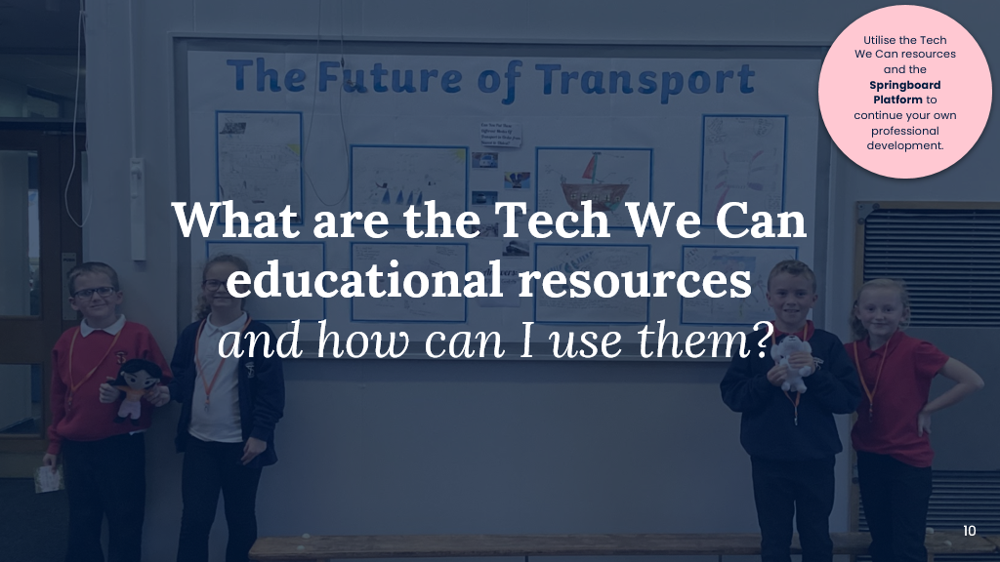 Utilise the Tech
We Can resources
and the
Springboard
Platform to
continue your own
professional
development.
The Future of Transport
What are the Tech We Can
educational resources
and how can I use them?
10